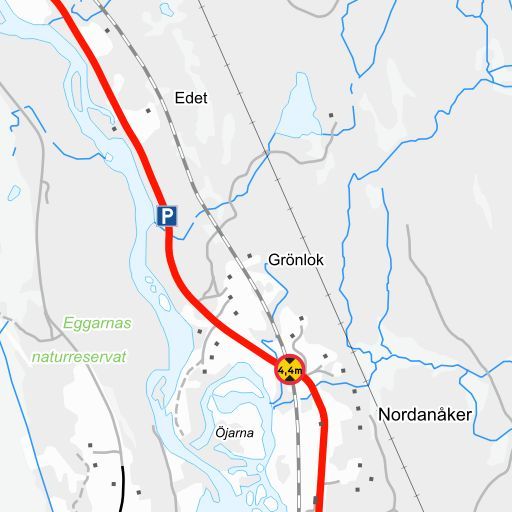 Edet
P
Grönlok
Eggarnas
naturreservat
4,4m
Nordanåker
Öjarna